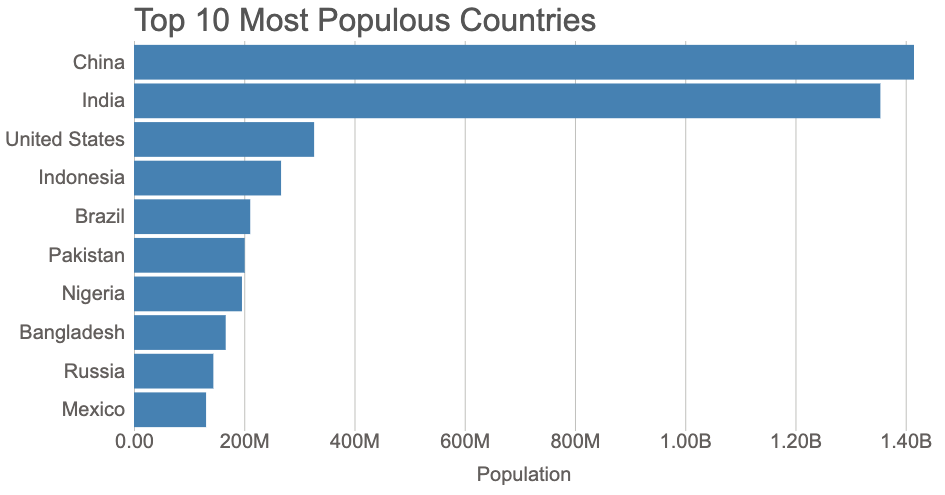 Top 10 Most Populous Countries
China
India
United States
Indonesia
Brazil
Pakistan
Nigeria
Bangladesh
Russia
Mexico
0.00 200M 400M 600M 800M 1.00B 1.20B 1.40B
Population